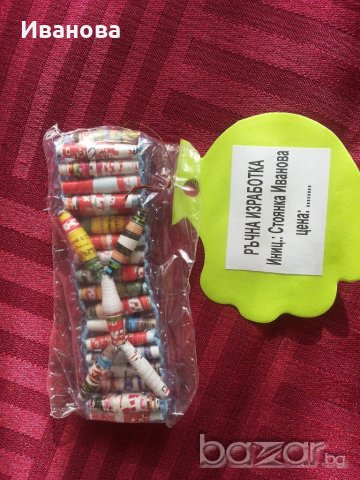 Иванова
РЪЧНА ИЗРАБОТКА
Иниц.: Стоянка Иванова
цена: ........
bazar.bg